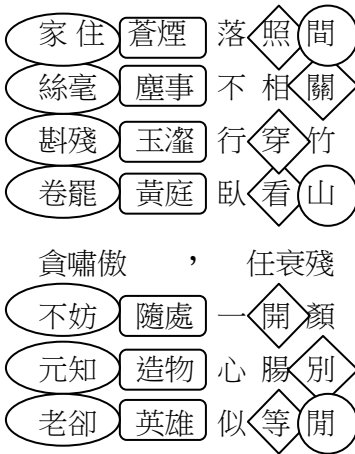 家住蒼煙落照間
絲毫塵事不相關
斟殘玉瀣行穿竹
卷罷黃庭臥看山
貪嘯傲，任衰殘
不妨隨處一開顏
元知造物心腸別
老卻英雄似等閒